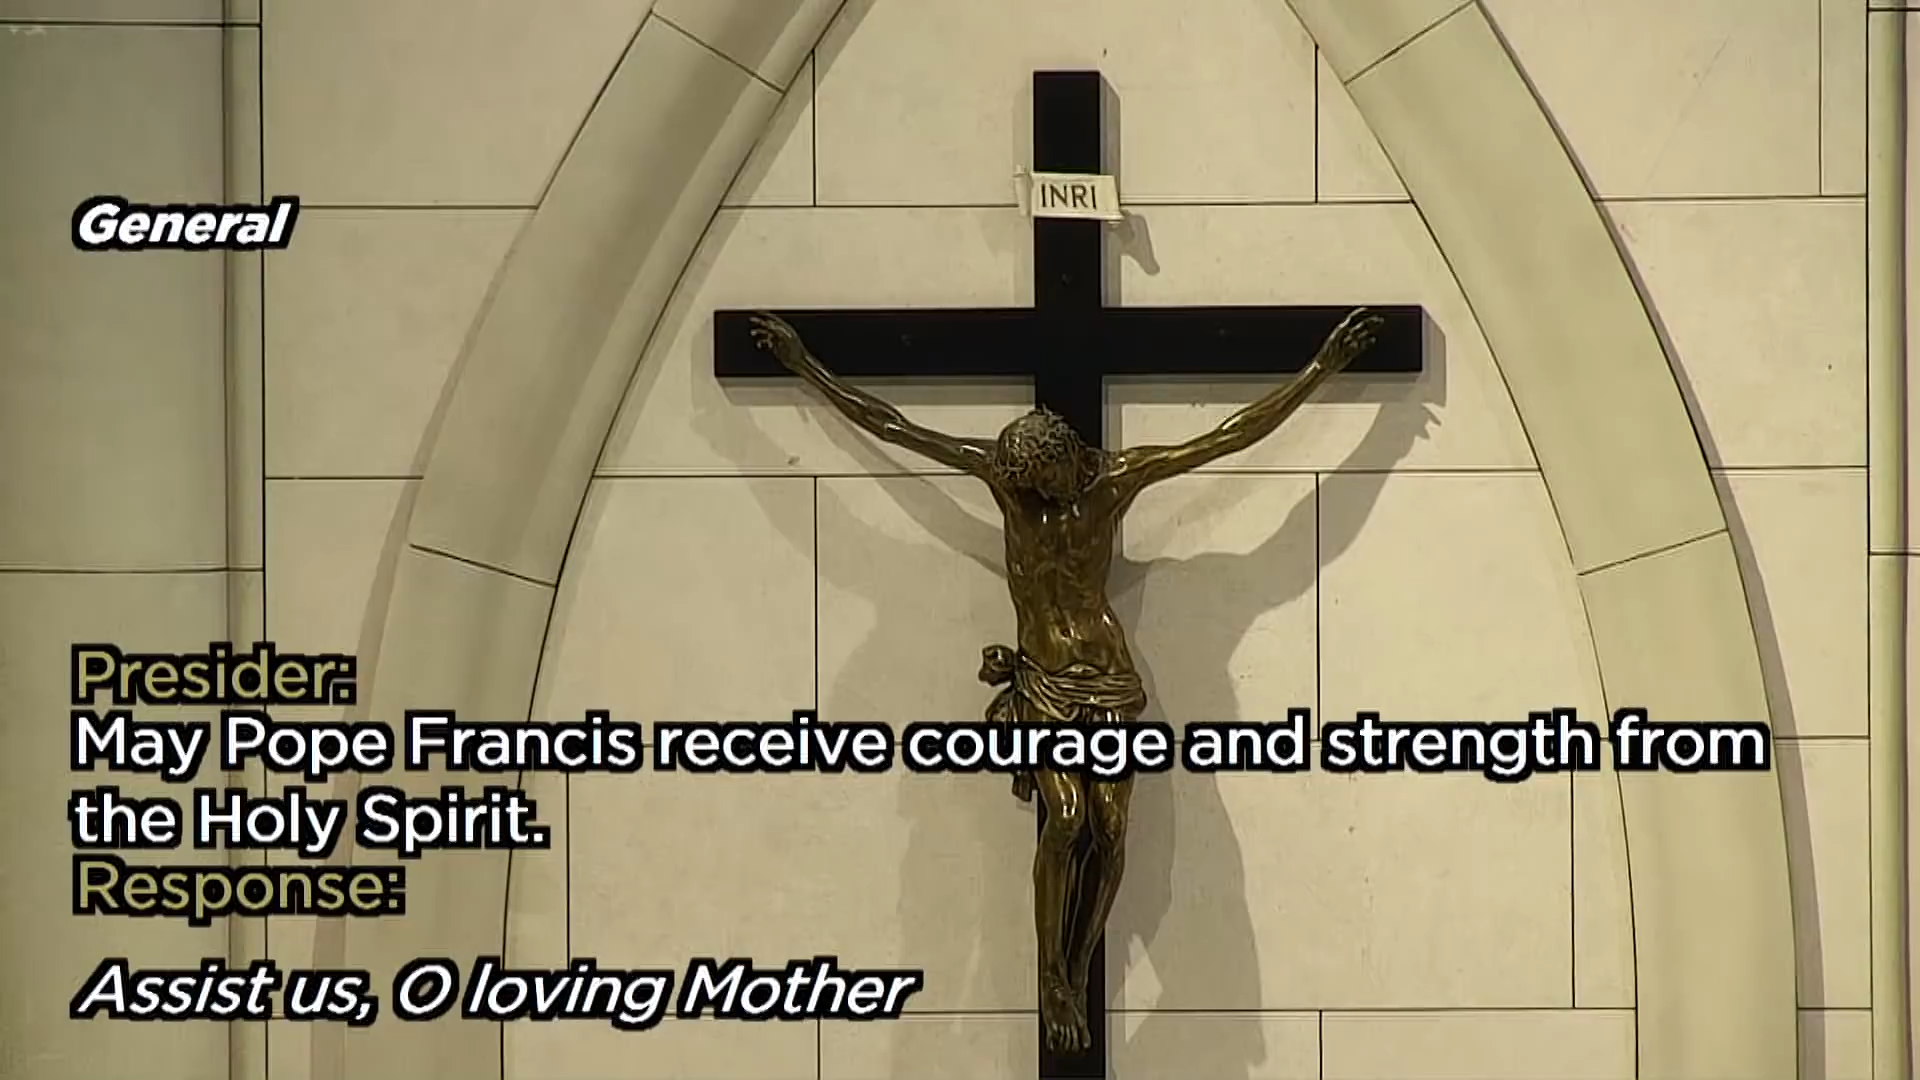 INRI
General
Presider:
May Pope Francis receive courage and strength from
the Holy Spirit.
Response:
Assist us, O loving Mother